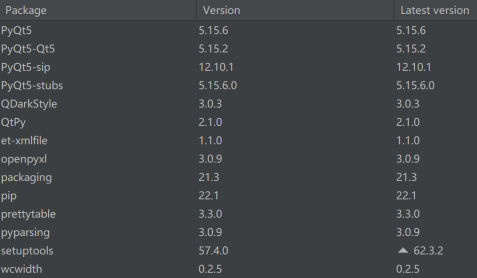 Package Version Latest version
PyQt5 5.15.6 5.15.6
PyQt5-Qt5 5.15.2 5.15.2
PyQt5-sip 12.10.1 12.10.1
PyQt5-stubs 5.15.6.0 5.15.6.0
QDarkStyle 3.0.3 3.0.3
QtPy 2.1.0 2.1.0
et-xmlfile 1.1.0 1.1.0
openpyxl 3.0.9 3.0.9
packaging 21.3 21.3
pip 22.1 22.1
prettytable 3.3.0 3.3.0
pyparsing 3.0.9 3.0.9
setuptools 57.4.0 62.3.2
wcwidth 0.2.5 0.2.5